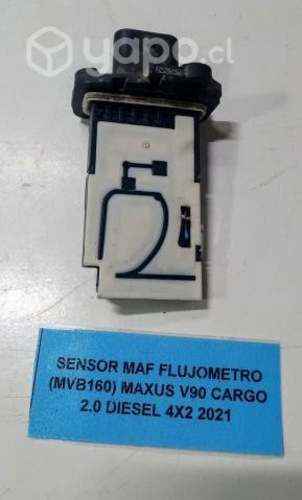 yapo.cl
SENSOR MAF FLUJOMETRO
(MVB160) MAXUS V90 CARGO
2.0 DIESEL 4X2 2021